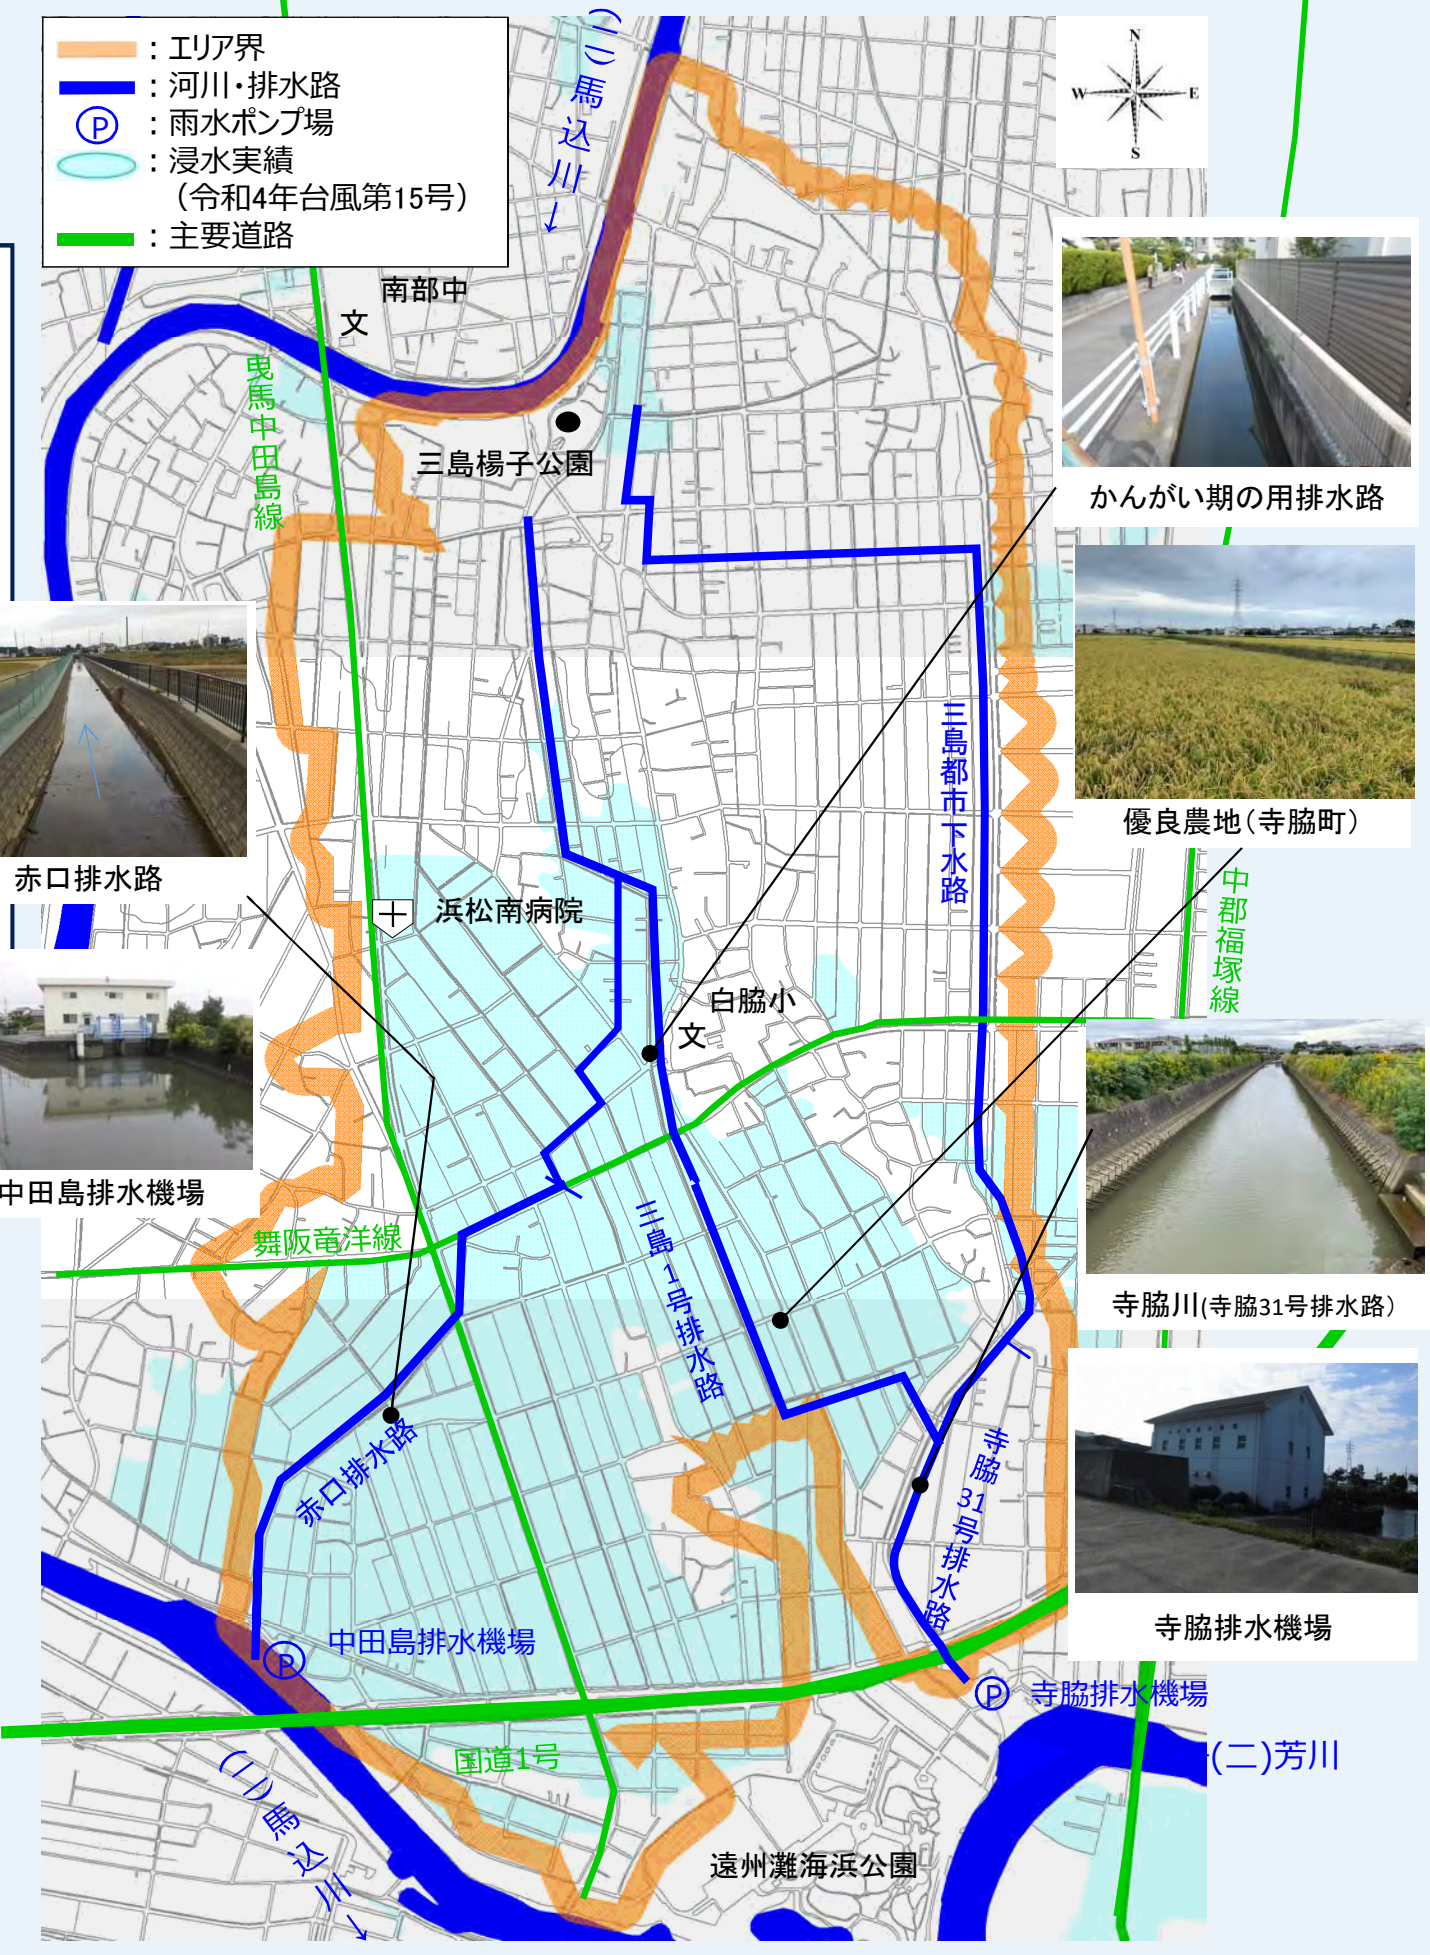 ：エリア界
：河川・排水路
Ⓟ：雨水ポンプ場
：浸水実績
（令和4年台風第15号）
：主要道路
(二)馬込川→
N
W
E
S
南部中
文
曳馬中田島線
三島楊子公園
かんがい期の用排水路
優良農地（寺脇町）
三島都市下水路
赤口排水路
浜松南病院
中郡福塚線
白脇小
文
中田島排水機場
舞阪竜洋線
三島1号排水路
寺脇川(寺脇31号排水路)
赤口排水路
寺脇31号排水路
寺脇排水機場
P
中田島排水機場
P
寺脇排水機場
国道1号
(二)芳川
(二)馬込川→
遠州灘海浜公園